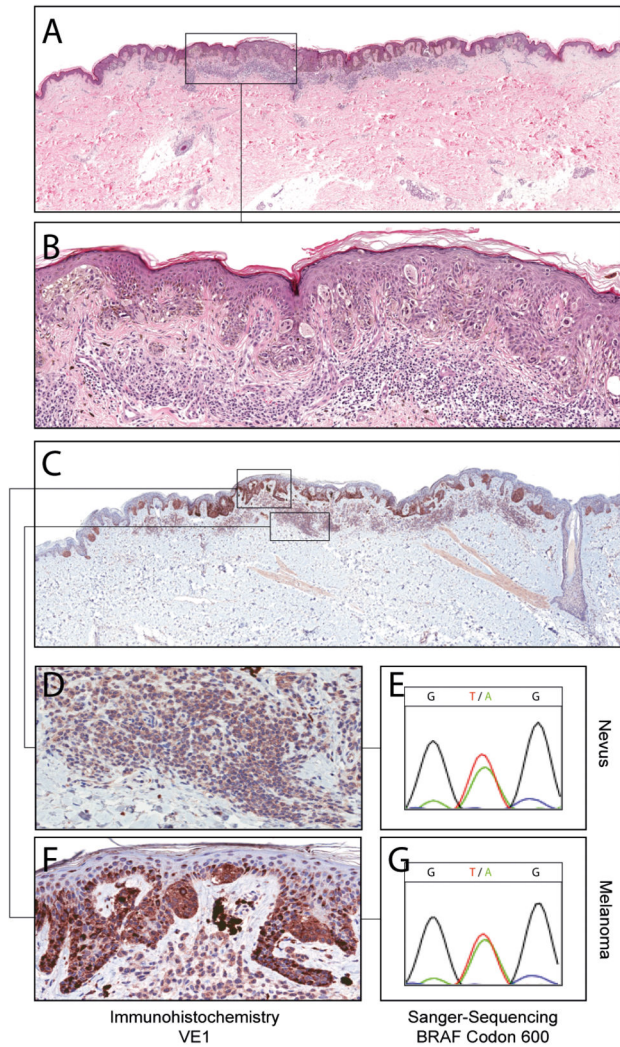 A
B
C
D
E
G T / A G
Nevus
F
G
G T / A G
Melanoma
Immunohistochemistry
VE1
Sanger-Sequencing
BRAF Codon 600